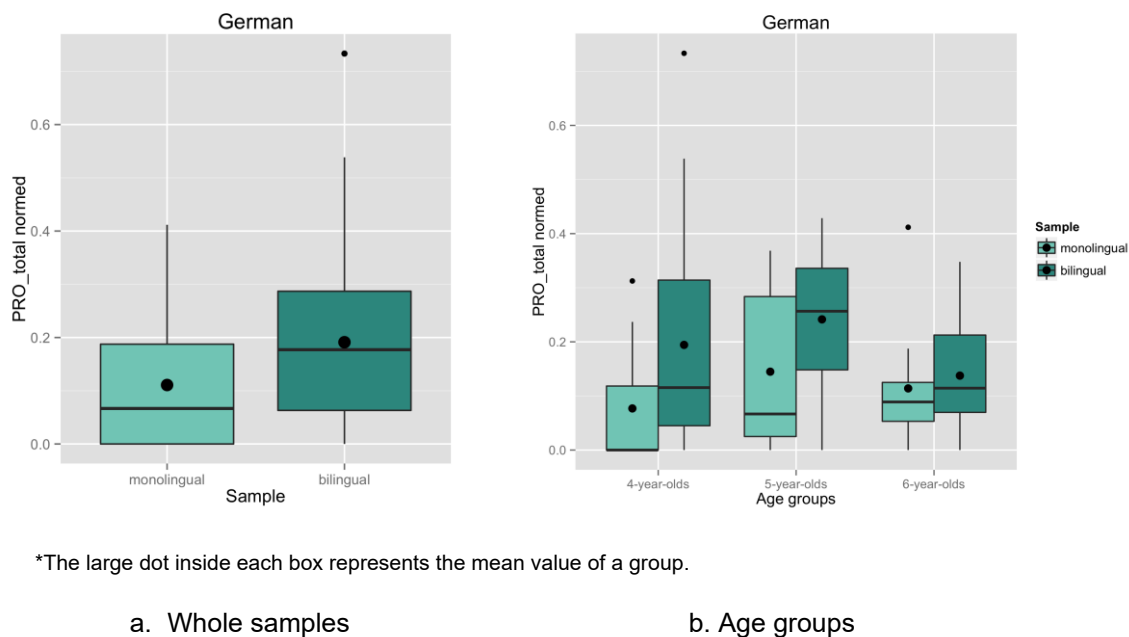 German
PRO_total normed
0.6
0.4
0.2
0.0
monolingual
bilingual
Sample
German
PRO_total normed
0.6
0.4
0.2
0.0
4-year-olds
5-year-olds
6-year-olds
Age groups
Sample
monolingual
bilingual
*The large dot inside each box represents the mean value of a group.
a. Whole samples
b. Age groups